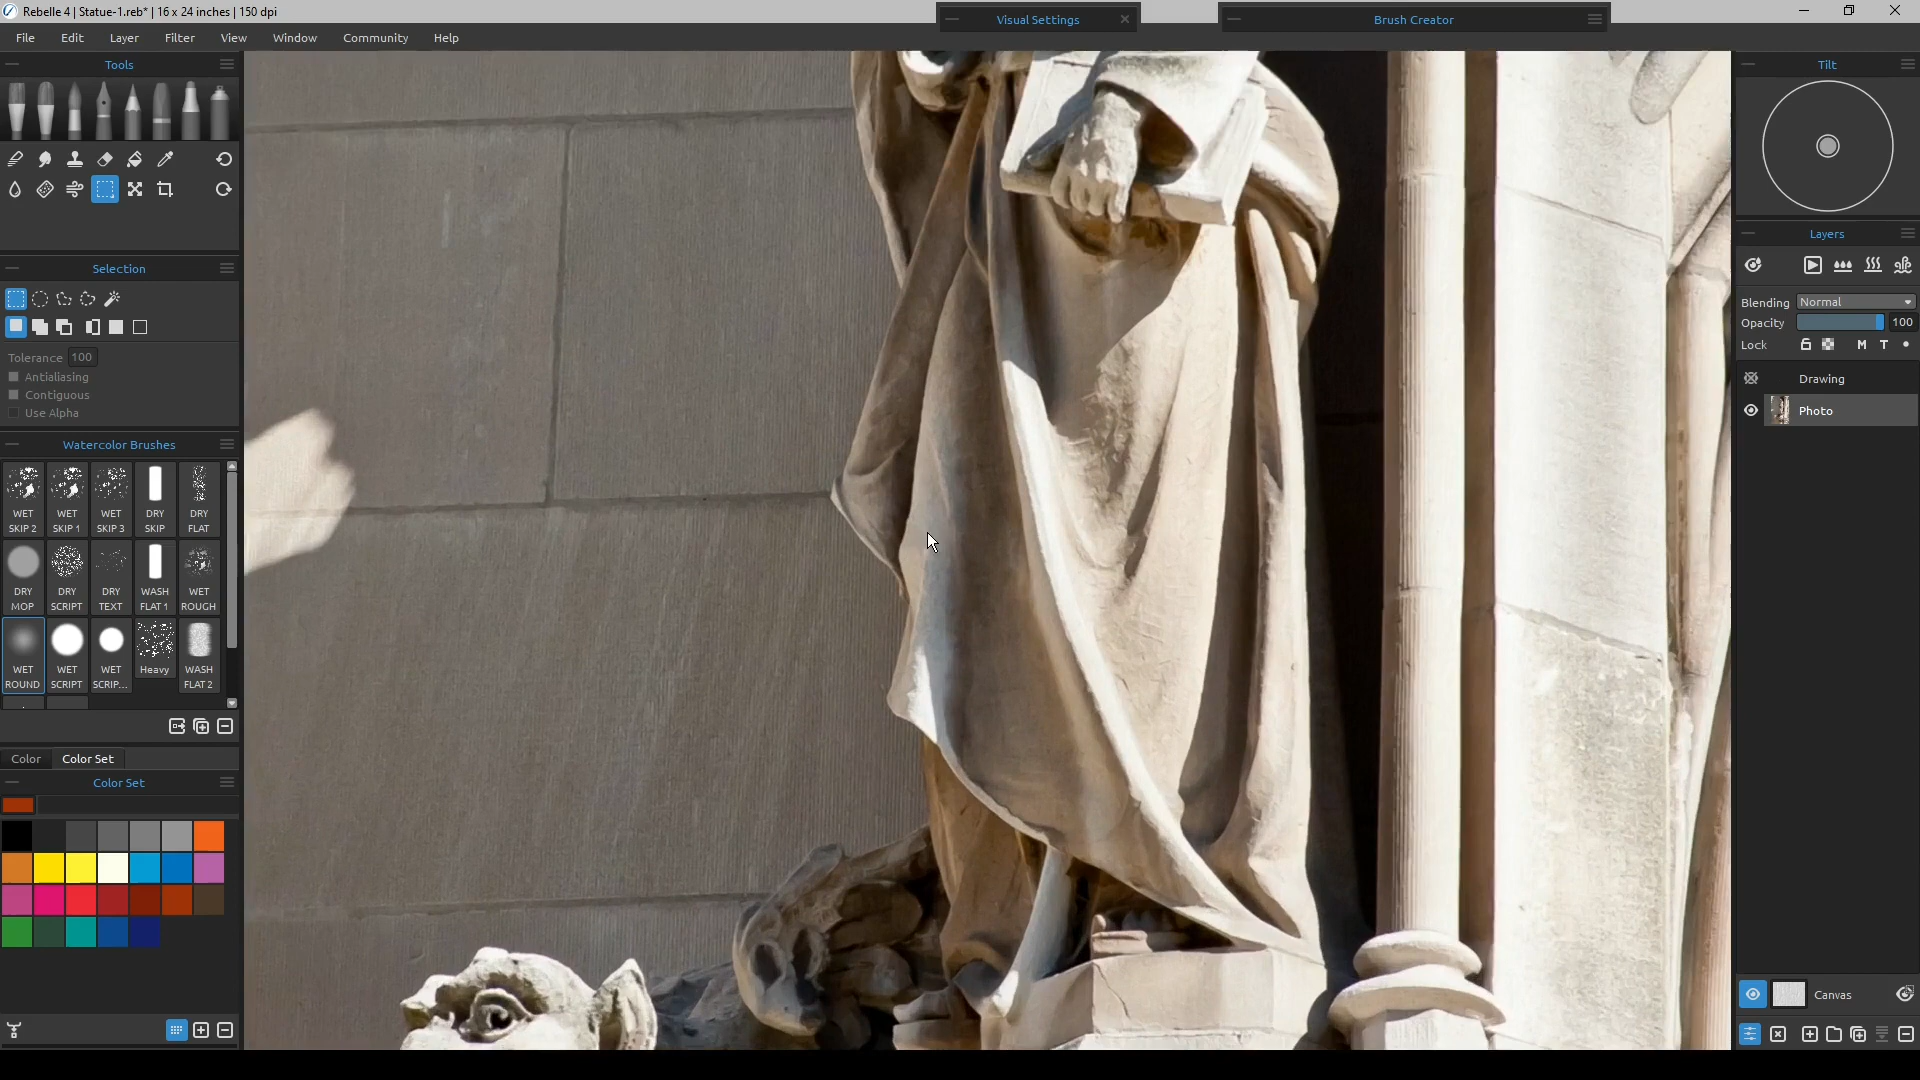 Rebelle 4 | Statue-1.reb* | 16 x 24 inches | 150 dpi
Visual Settings
Brush Creator
File Edit Layer Filter View Window Community Help
Tools
Tilt
Layers
Selection
Blending Normal
Opacity 100
Lock M T
Tolerance 100
Antialiasing
Contiguous
Use Alpha
Drawing
Photo
Watercolor Brushes
WET SKIP 2
WET SKIP 1
WET SKIP 3
DRY SKIP
DRY FLAT
DRY MOP
DRY SCRIPT
DRY TEXT
WASH FLAT 1
WET ROUGH
WET ROUND
WET SCRIPT
WET SCRIP...
Heavy
WASH FLAT 2
Color Color Set
Color Set
Canvas